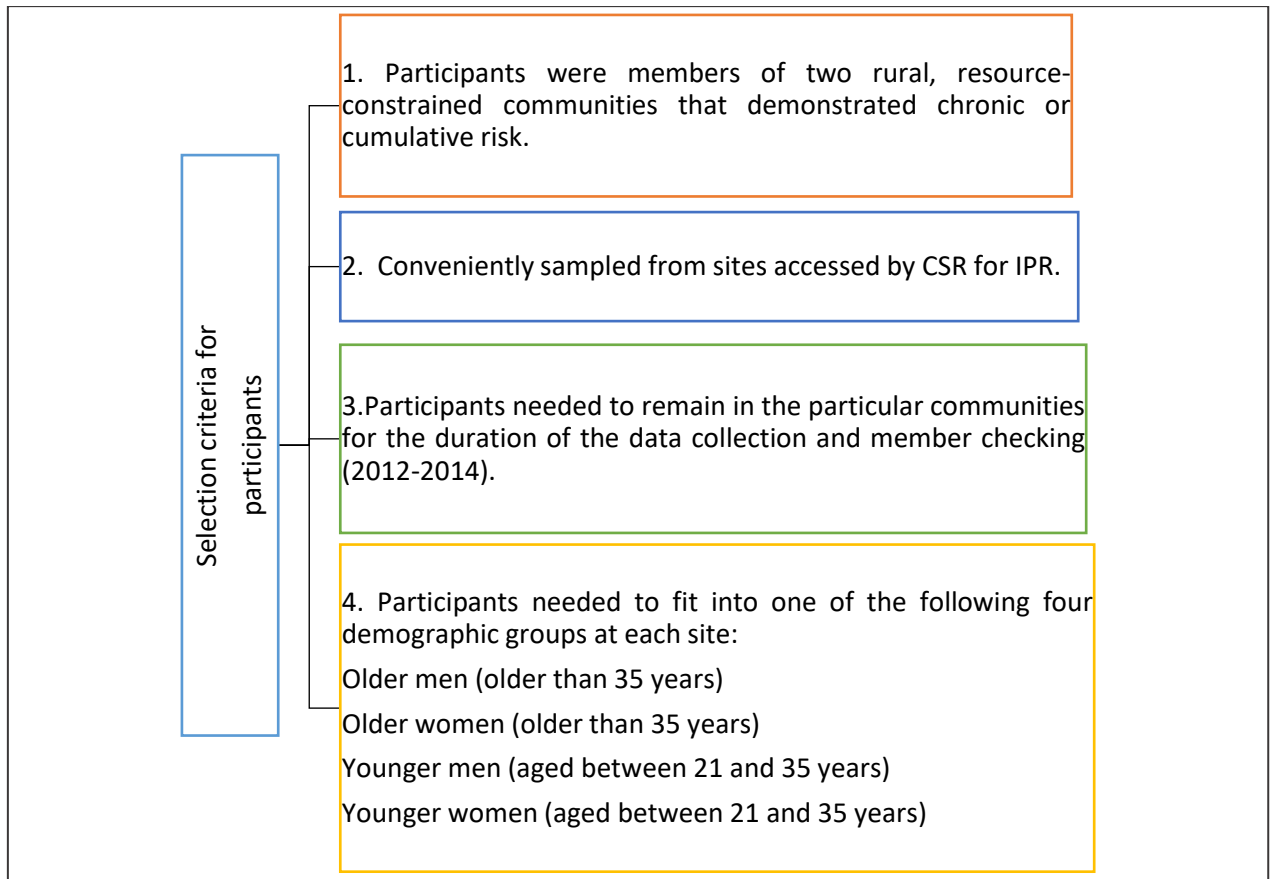 Selection criteria for
participants
1. Participants were members of two rural, resource-
constrained communities that demonstrated chronic or
cumulative risk.
2. Conveniently sampled from sites accessed by CSR for IPR.
3.Participants needed to remain in the particular communities
for the duration of the data collection and member checking
(2012-2014).
4. Participants needed to fit into one of the following four
demographic groups at each site:
Older men (older than 35 years)
Older women (older than 35 years)
Younger men (aged between 21 and 35 years)
Younger women (aged between 21 and 35 years)